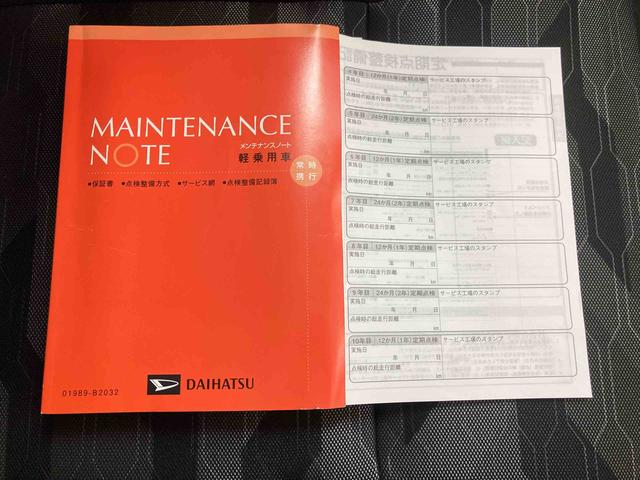 MAINTENANCE
NOTE
メンテナンスノート
軽乗用車
常時
携行
•保証書 •点検整備方式 •サービス網 •点検整備記録簿
DAIHATSU
01989-B2032
4年目 12か月(1年)定期点検 サービス工場のスタンプ
実施日
年 月 日
点検時の総走行距離
km
5年目 24か月(2年)定期点検 サービス工場のスタンプ
実施日
年 月 日
点検時の総走行距離
km
6年目 12か月(1年)定期点検 サービス工場のスタンプ
実施日
年 月 日
点検時の総走行距離
km
7年目 24か月(2年)定期点検 サービス工場のスタンプ
実施日
年 月 日
点検時の総走行距離
km
8年目 12か月(1年)定期点検 サービス工場のスタンプ
実施日
年 月 日
点検時の総走行距離
km
9年目 24か月(2年)定期点検 サービス工場のスタンプ
実施日
年 月 日
点検時の総走行距離
km
10年目 12か月(1年)定期点検 サービス工場のスタンプ
実施日
年 月 日
点検時の総走行距離
km